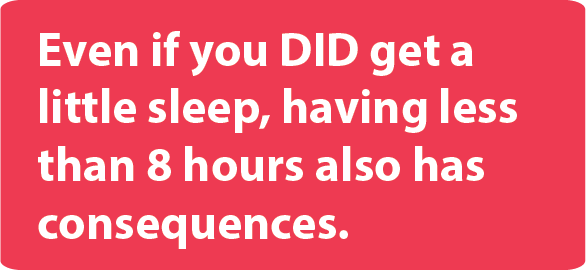 Even if you DID get a
little sleep, having less
than 8 hours also has
consequences.